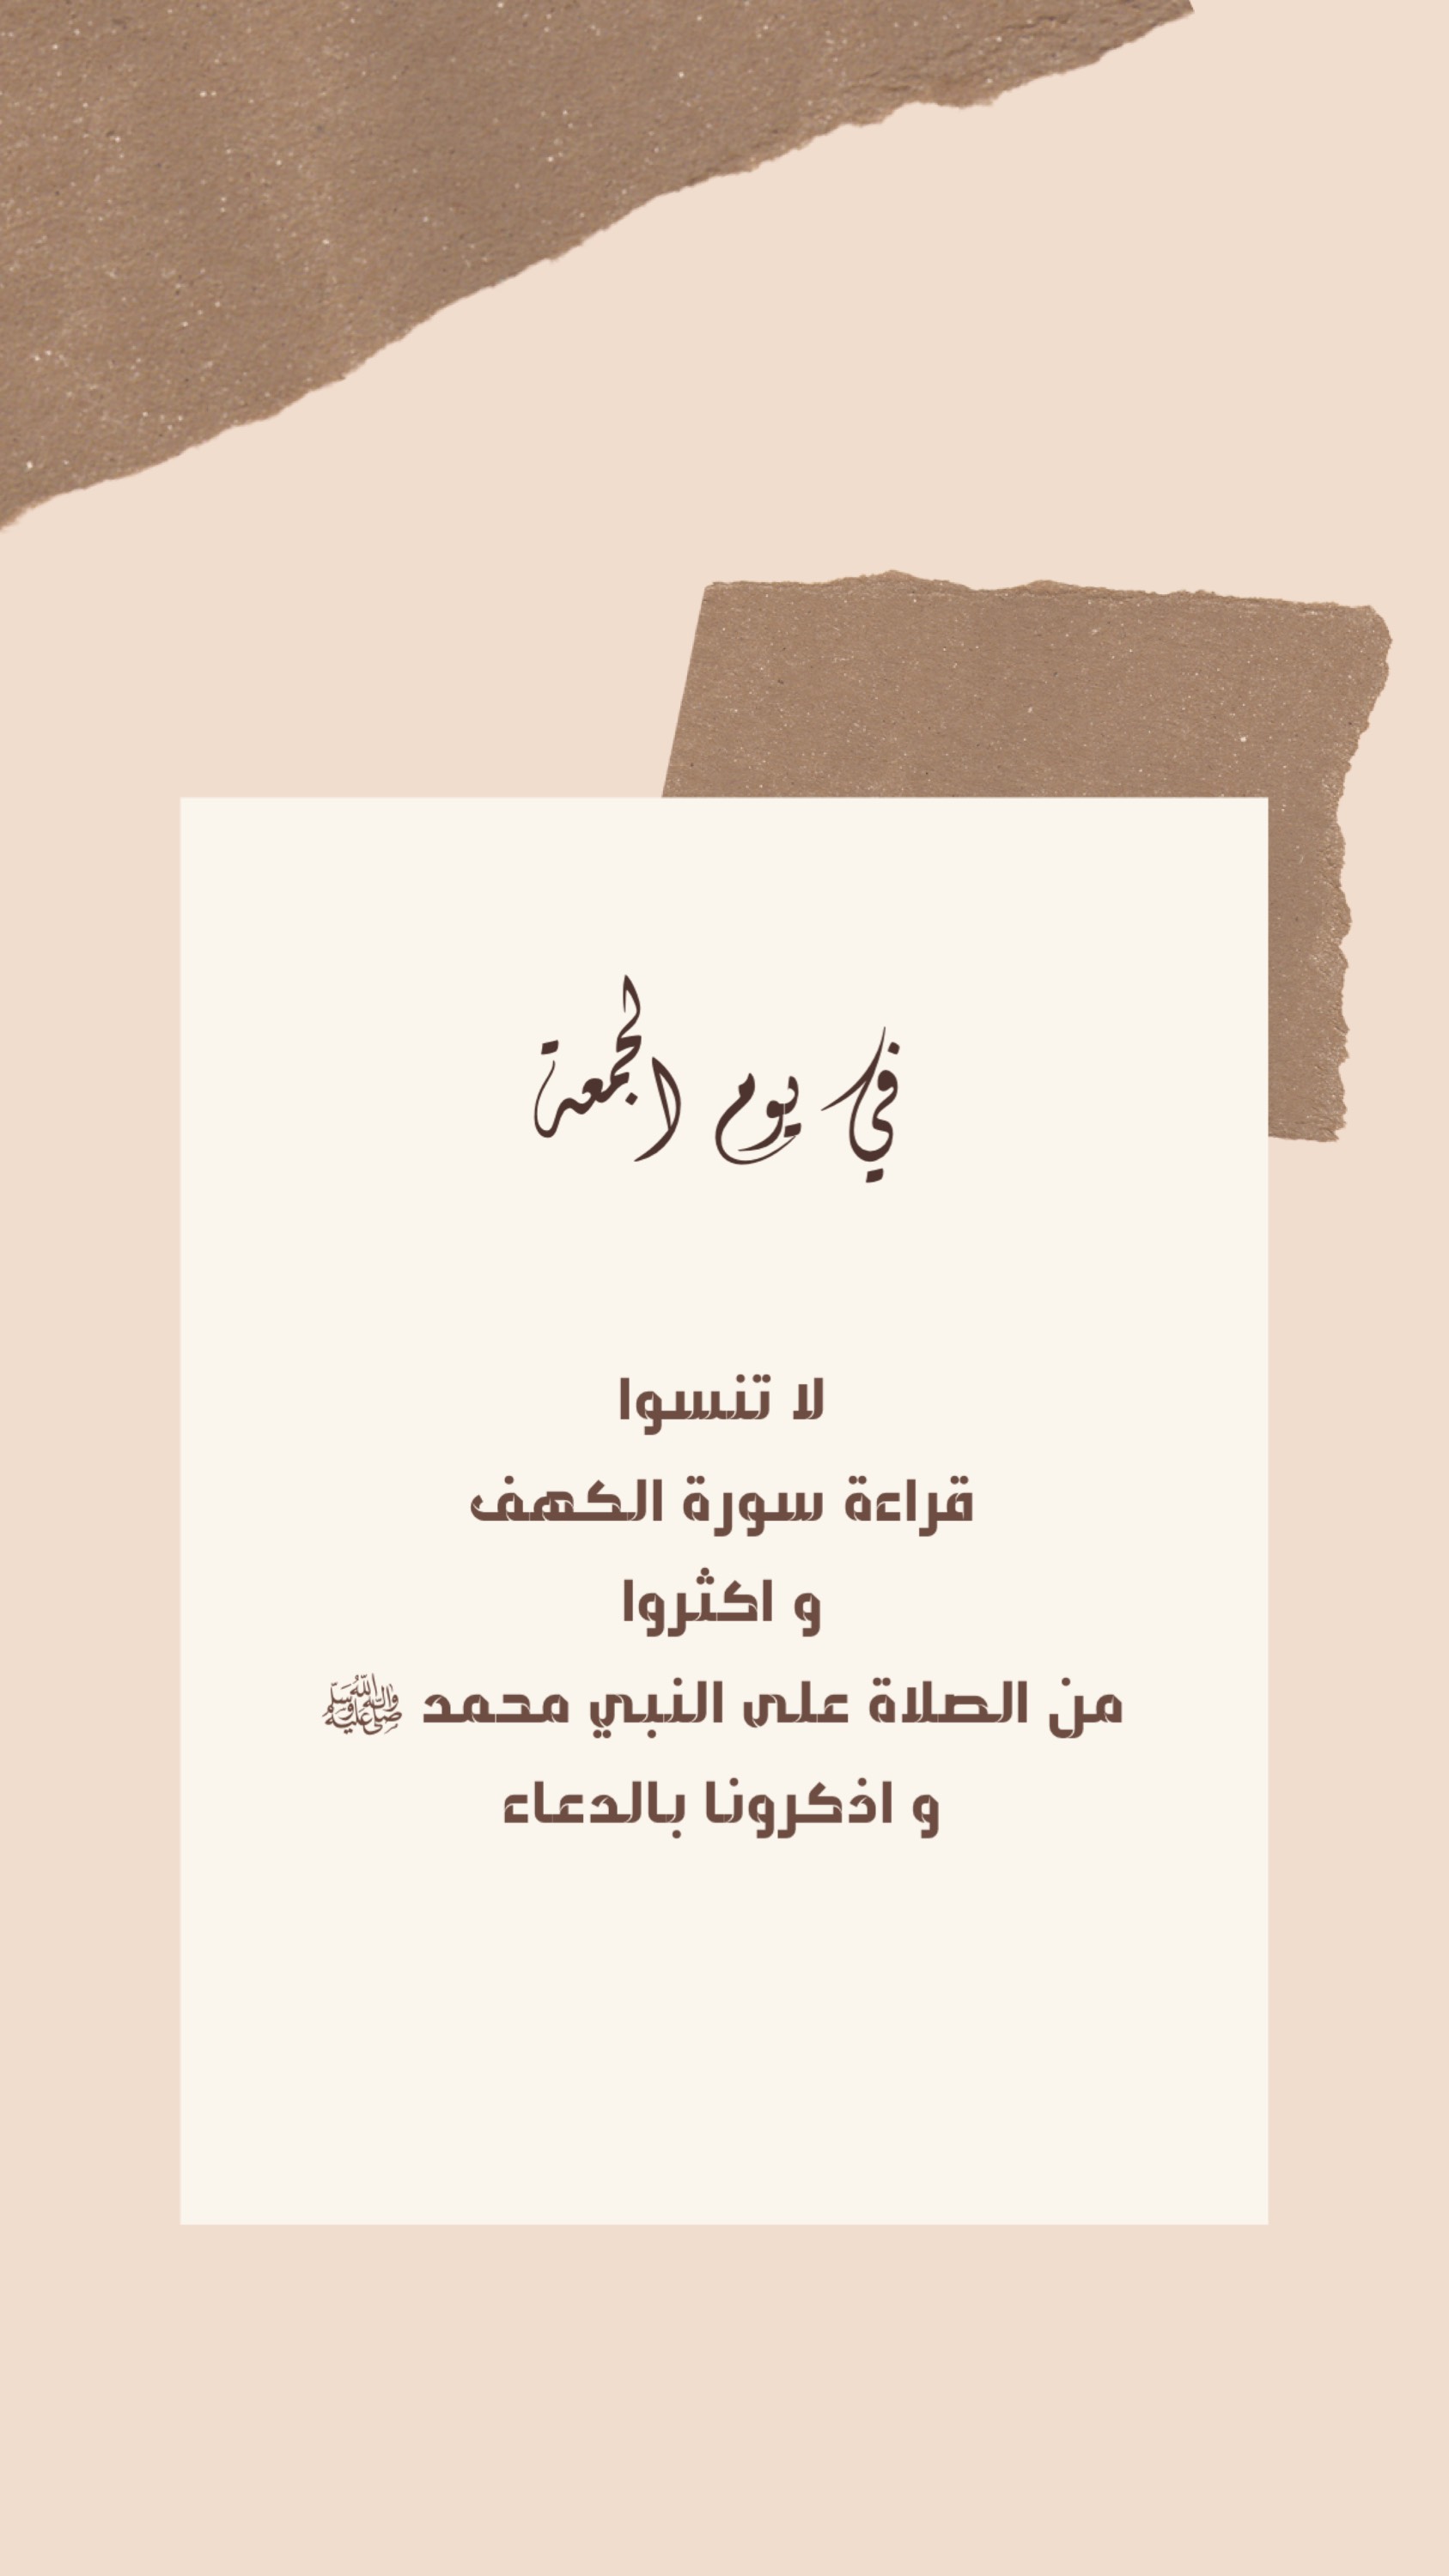 في يوم الجمعة
لا تنسوا
قراءة سورة الكهف
و اكثروا
من الصلاة على النبي محمد ﷺ
و اذكرونا بالدعاء